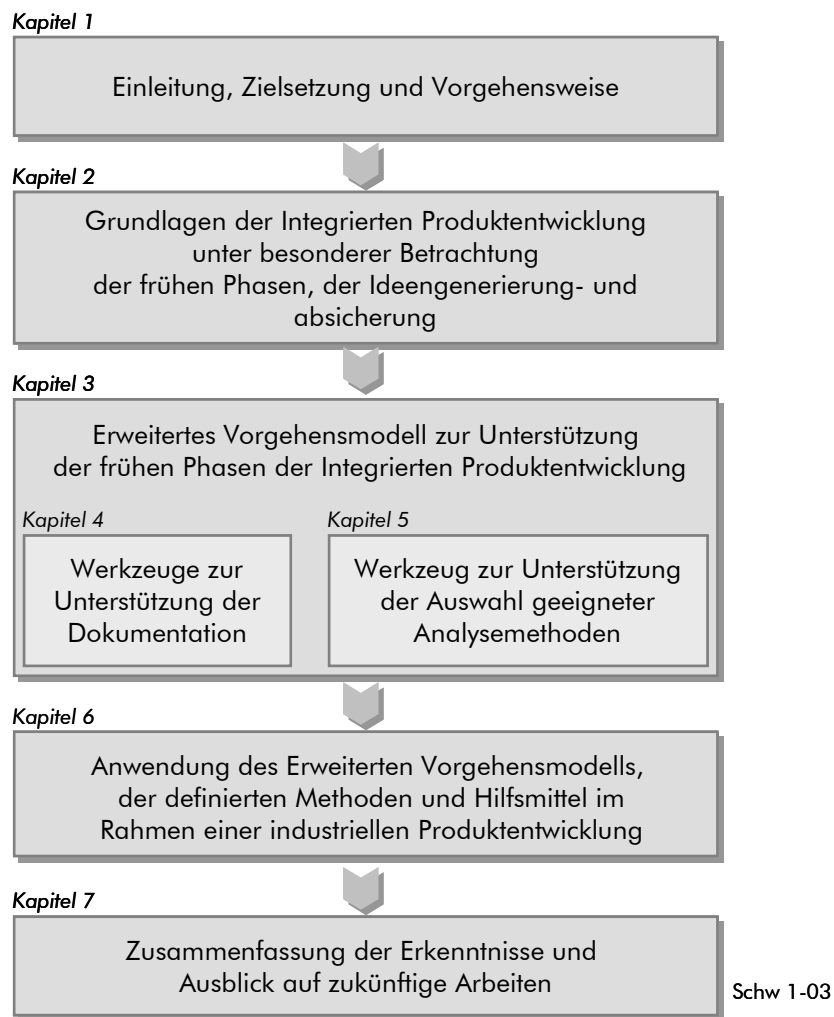 Kapitel 1
Einleitung, Zielsetzung und Vorgehensweise
Kapitel 2
Grundlagen der Integrierten Produktentwicklung
unter besonderer Betrachtung
der frühen Phasen, der Ideengenerierung- und
absicherung
Kapitel 3
Erweitertes Vorgehensmodell zur Unterstützung
der frühen Phasen der Integrierten Produktentwicklung
Kapitel 4
Werkzeuge zur
Unterstützung der
Dokumentation
Kapitel 5
Werkzeug zur Unterstützung
der Auswahl geeigneter
Analysemethoden
Kapitel 6
Anwendung des Erweiterten Vorgehensmodells,
der definierten Methoden und Hilfsmittel im
Rahmen einer industriellen Produktentwicklung
Kapitel 7
Zusammenfassung der Erkenntnisse und
Ausblick auf zukünftige Arbeiten
Schw 1-03